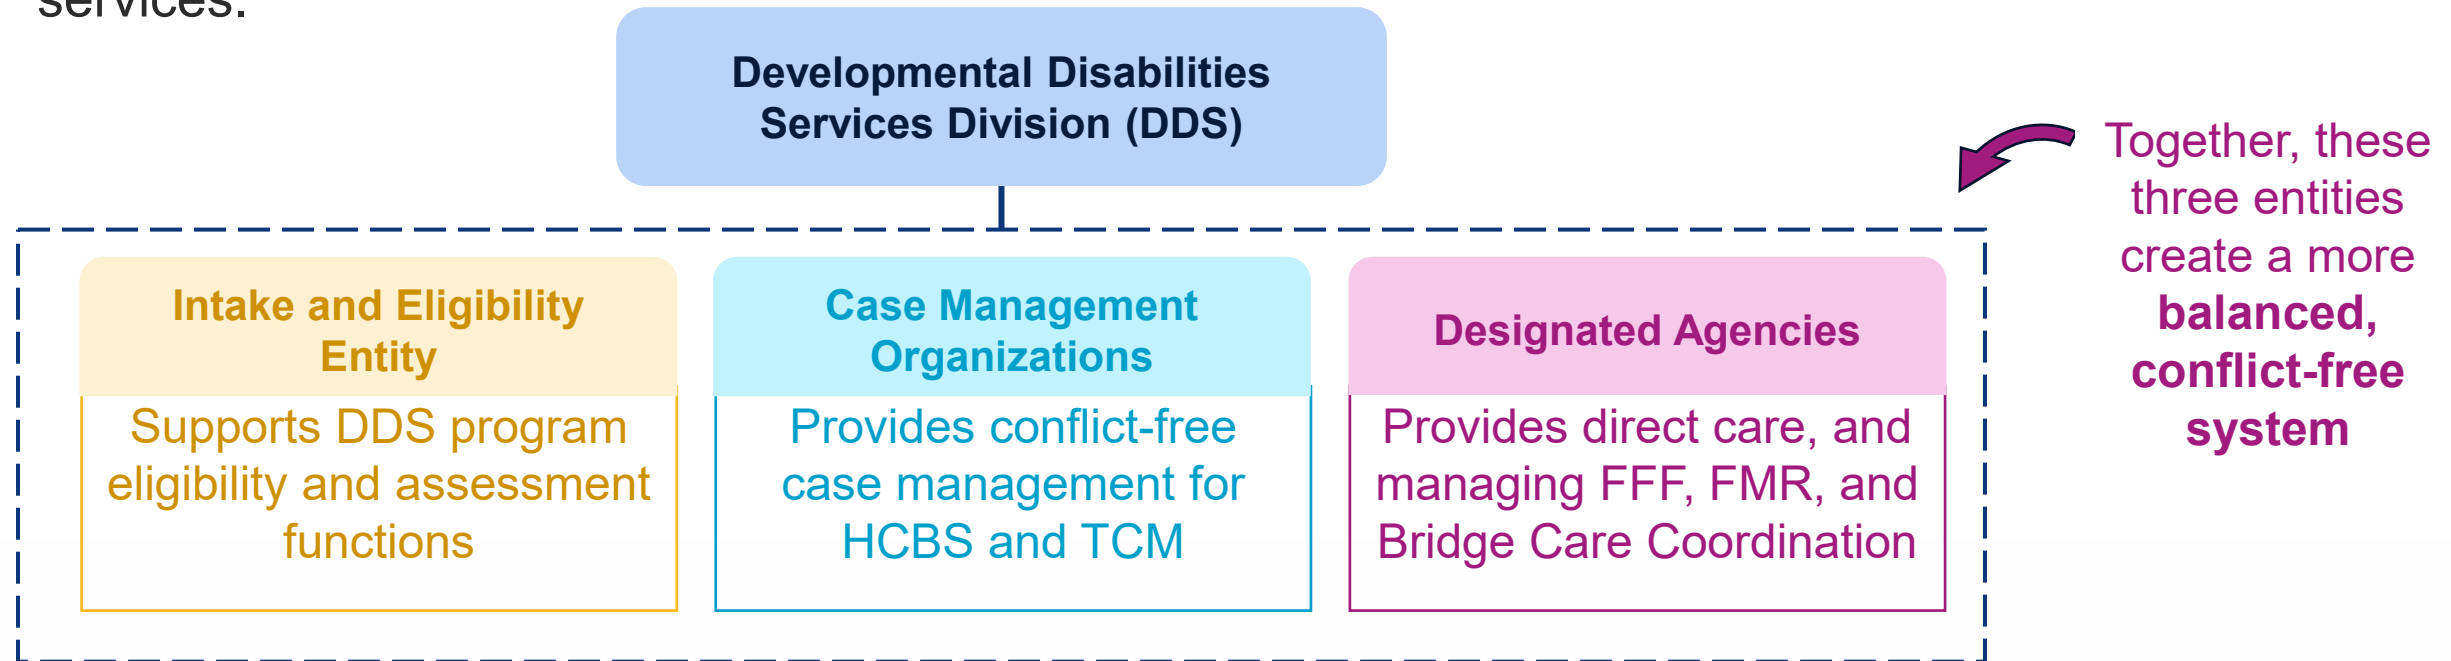 services.
Developmental Disabilities
Services Division (DDS)
Together, these
three entities
create a more
balanced,
conflict-free
system
Intake and Eligibility
Entity
Supports DDS program
eligibility and assessment
functions
Case Management
Organizations
Provides conflict-free
case management for
HCBS and TCM
Designated Agencies
Provides direct care, and
managing FFF, FMR, and
Bridge Care Coordination